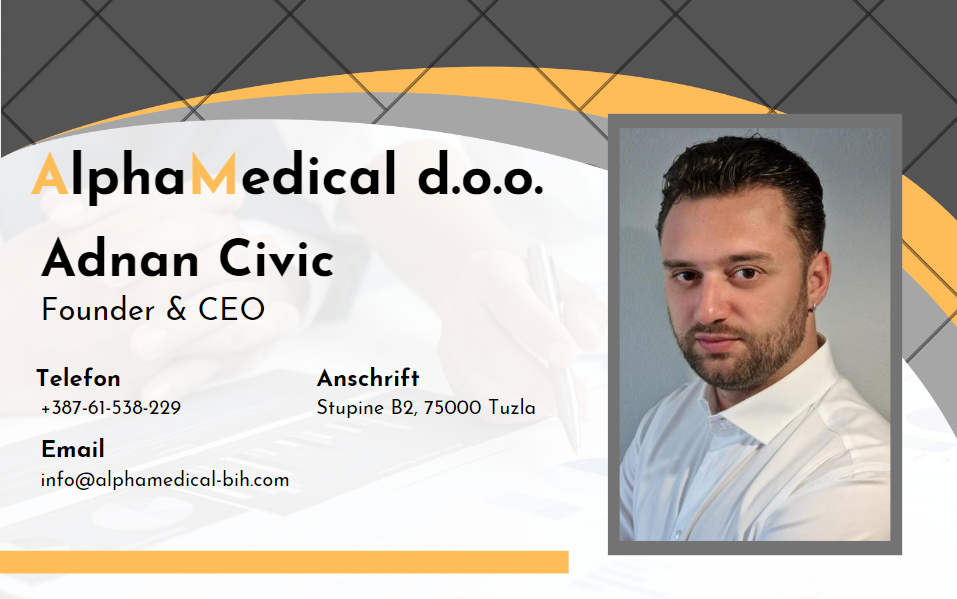 AlphaMedical d.o.o.
Adnan Civic
Founder & CEO
Telefon
+387-61-538-229
Anschrift
Stupine B2, 75000 Tuzla
Email
info@alphamedical-bih.com